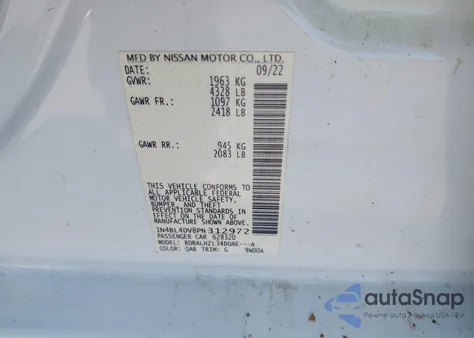 MFD BY NISSAN MOTOR CO., LTD.
DATE: 09/22
GVWR: 1963 KG
4328 LB
GAWR FR.: 1097 KG
2418 LB
GAWR RR.: 945 KG
2083 LB
THIS VEHICLE CONFORMS TO
ALL APPLICABLE FEDERAL
MOTOR VEHICLE SAFETY,
BUMPER, AND THEFT
PREVENTION STANDARDS
IN EFFECT ON THE DATE OF
MANUFACTURE SHOWN ABOVE.
1N4BL4DV8PN312972
PASSENGER CAR 628320
MODEL: BDBALHZL34DUAE---A
COLOR: QAB TRIM: G 9N00A
autoSnap